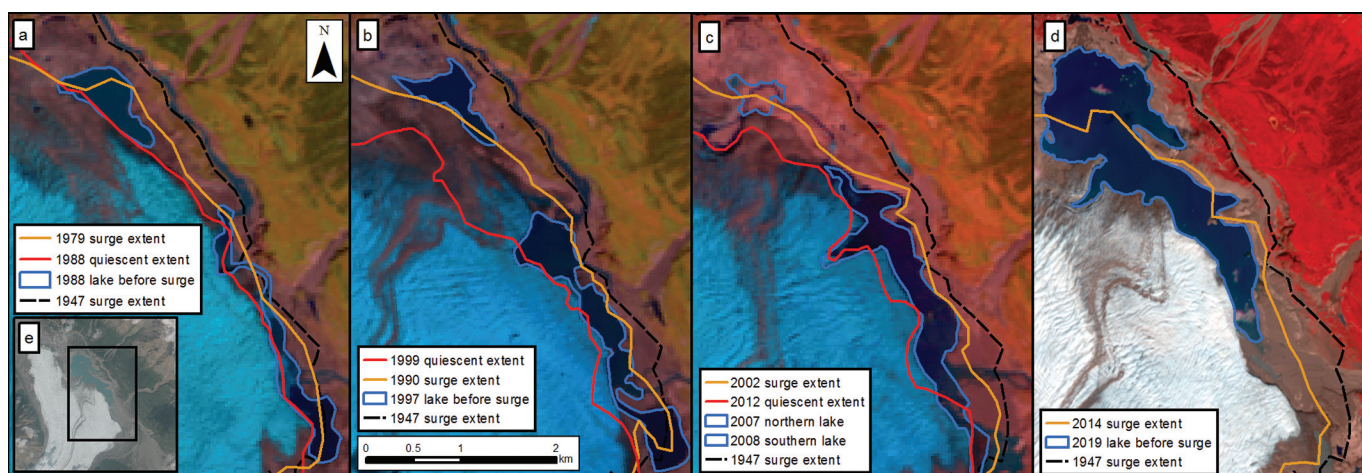 a
N
1979 surge extent
1988 quiescent extent
1988 lake before surge
1947 surge extent
e
b
1999 quiescent extent
1990 surge extent
1997 lake before surge
1947 surge extent
0 0.5 1 2
km
c
2002 surge extent
2012 quiescent extent
2007 northern lake
2008 southern lake
1947 surge extent
d
2014 surge extent
2019 lake before surge
1947 surge extent